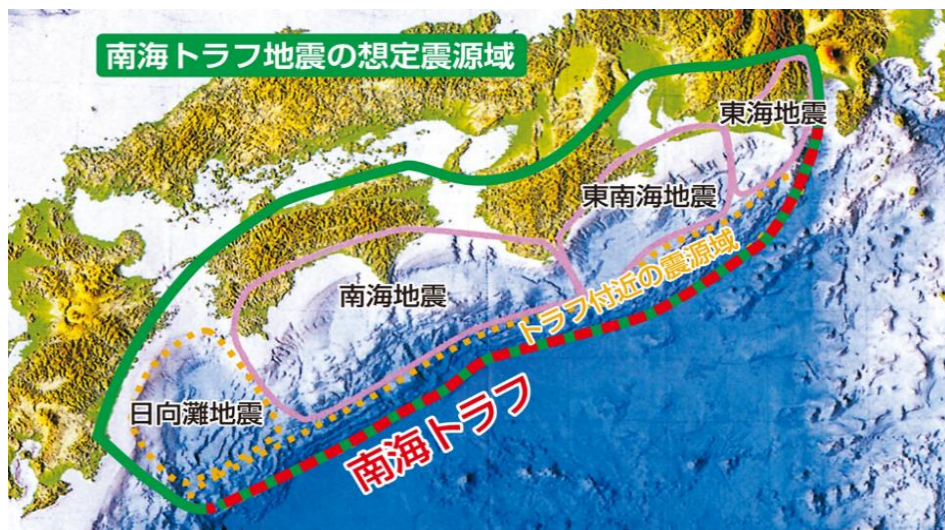 南海トラフ地震の想定震源域
東海地震
東南海地震
トラフ付近の震源域
南海地震
日向灘地震
南海トラフ